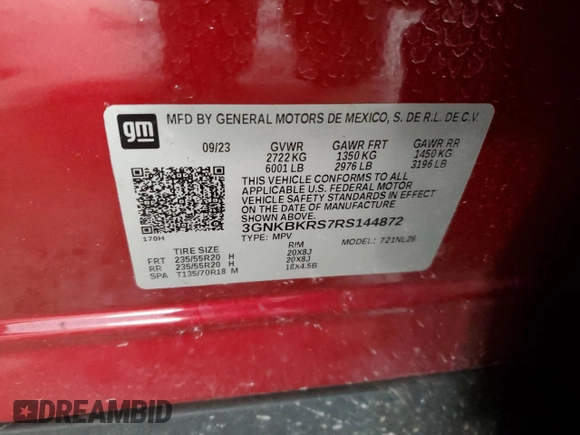 gm
MFD BY GENERAL MOTORS DE MEXICO, S. DE R.L. DE C.V.
09/23 GVWR GAWR FRT GAWR RR
2722 KG 1350 KG 1450 KG
6001 LB 2976 LB 3196 LB
THIS VEHICLE CONFORMS TO ALL
APPLICABLE U.S. FEDERAL MOTOR
VEHICLE SAFETY STANDARDS IN EFFECT
ON THE DATE OF MANUFACTURE
SHOWN ABOVE.
3GNKBKRS7RS144872
170H TYPE: MPV MODEL: 721NL26
TIRE SIZE RIM
FRT 235/55R20 H 20X8J
RR 235/55R20 H 20X8J
SPA T135/70R18 M 18X4.5B
DREAMBID